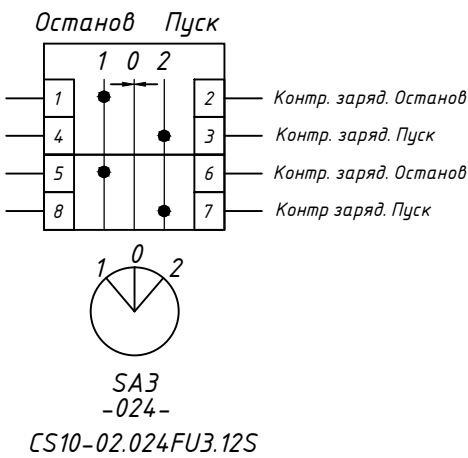 Останов Пуск
1 0 2
1 2 Контр. заряд. Останов
4 3 Контр. заряд. Пуск
5 6 Контр. заряд. Останов
8 7 Контр заряд. Пуск
1 0 2
SA3
-024-
CS10-02.024FU3.12S